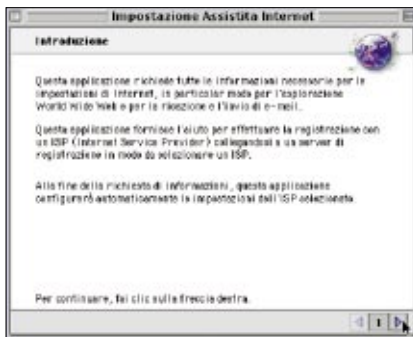 Impostazione Assistita Internet
Introduzione
Questa applicazione richiede tutte le informazioni necessarie per le
impostazioni di Internet, in particolar modo per l'esplorazione
World Wide Web e per la ricezione e l'invio di e-mail.
Questa applicazione fornisce l'aiuto per effettuare la registrazione con
un ISP (Internet Service Provider) collegandosi a un server di
registrazione in modo da selezionare un ISP.
Alla fine della richiesta di informazioni, questa applicazione
configurerà automaticamente le impostazioni dell'ISP selezionato.
Per continuare, fai clic sulla freccia destra.
1